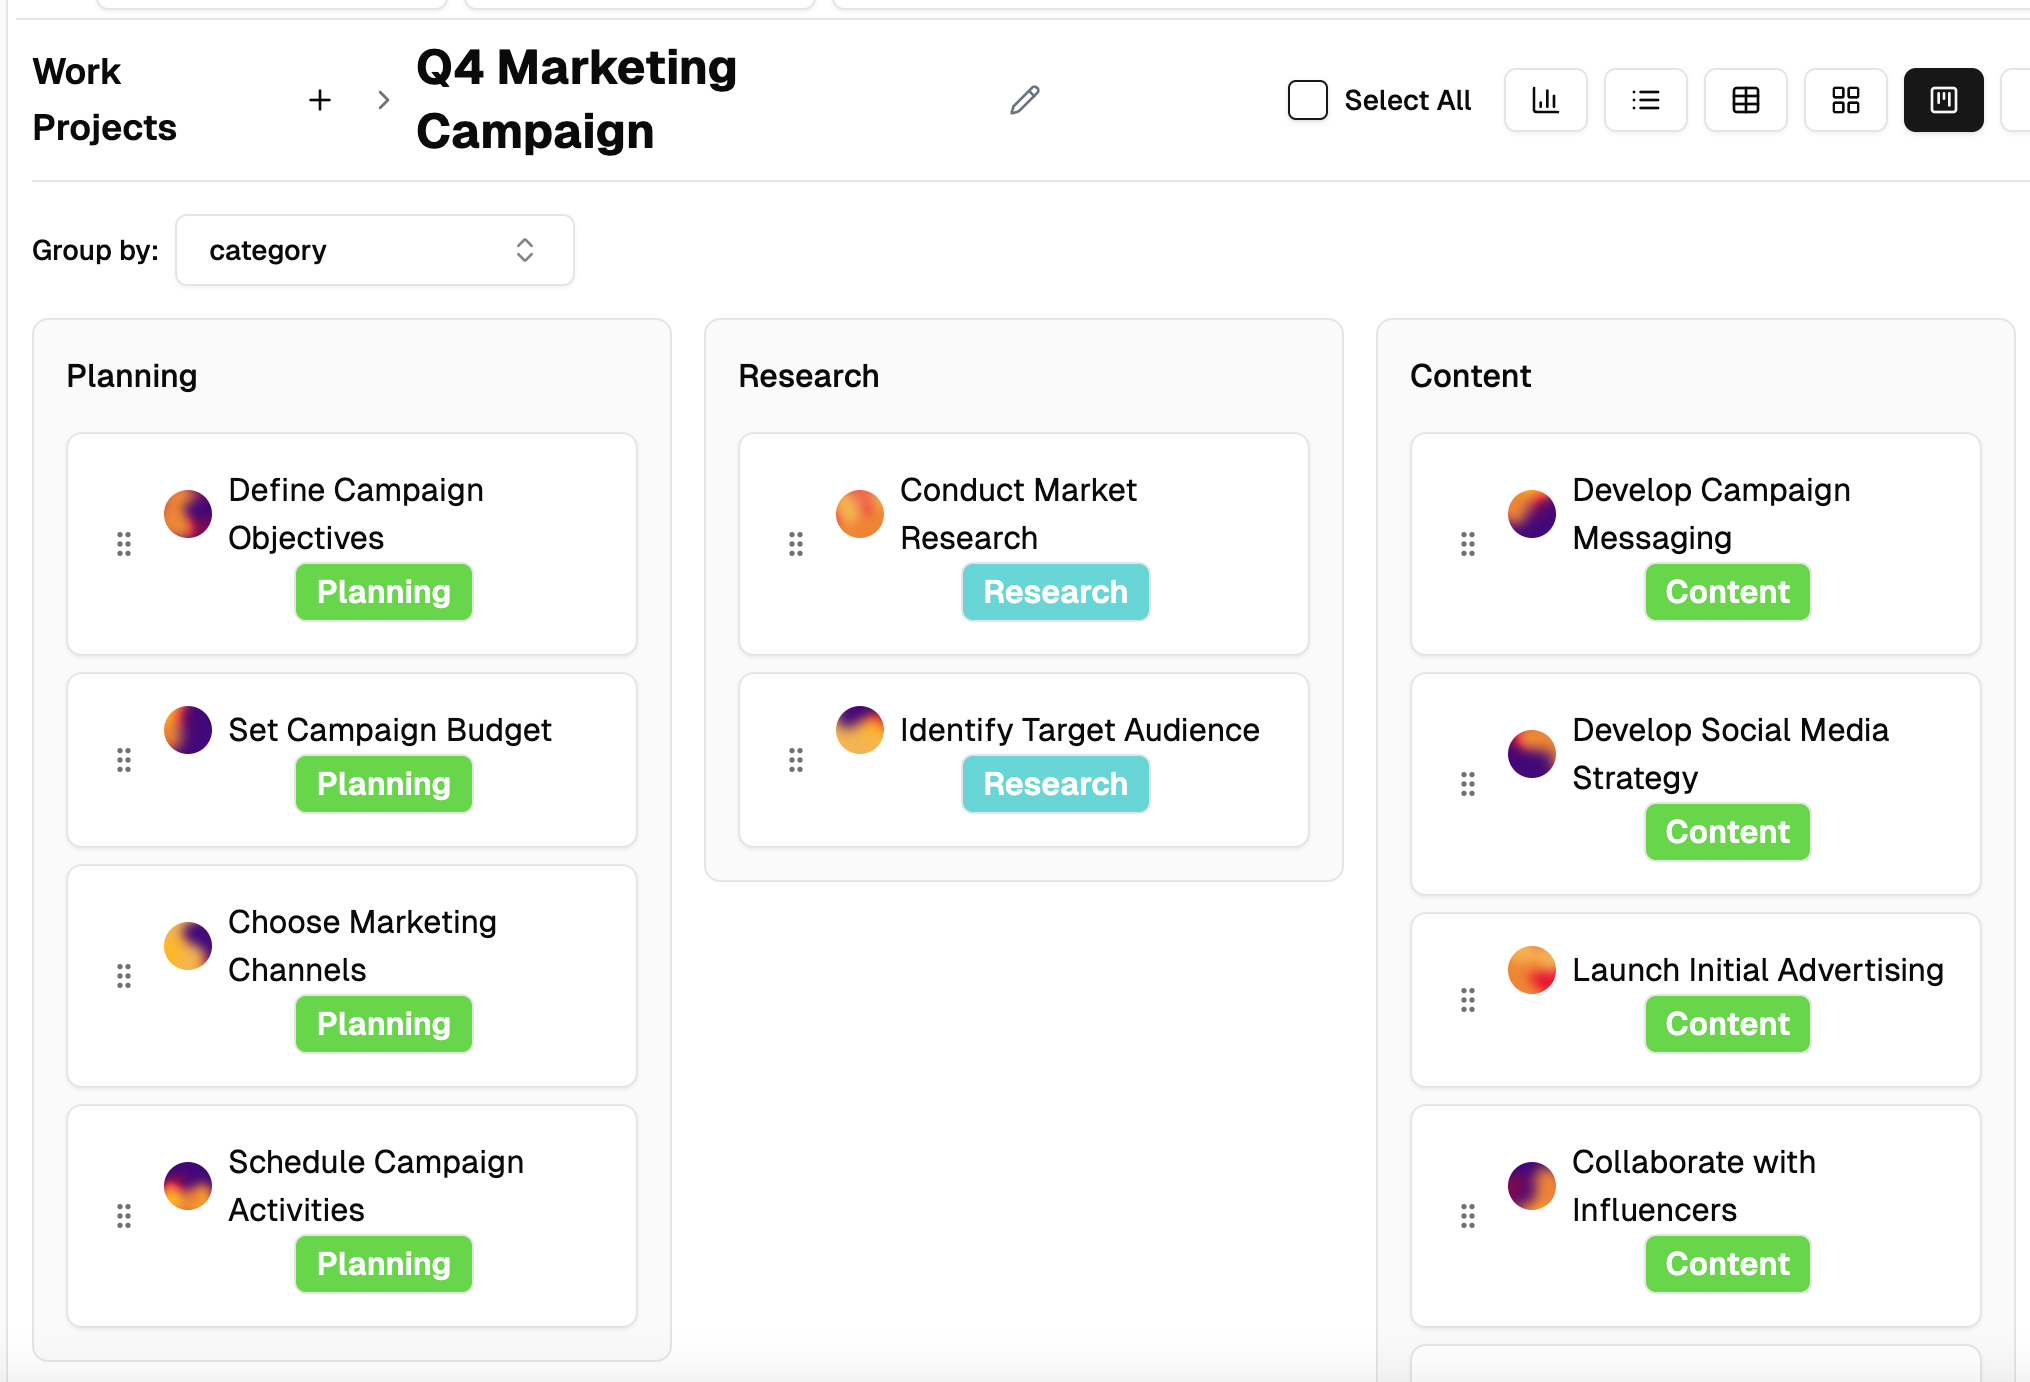 Work
Projects
Q4 Marketing
Campaign
Select All
Group by:
category
Planning
Define Campaign
Objectives
Planning
Set Campaign Budget
Planning
Choose Marketing
Channels
Planning
Schedule Campaign
Activities
Planning
Research
Conduct Market
Research
Research
Identify Target Audience
Research
Content
Develop Campaign
Messaging
Content
Develop Social Media
Strategy
Content
Launch Initial Advertising
Content
Collaborate with
Influencers
Content